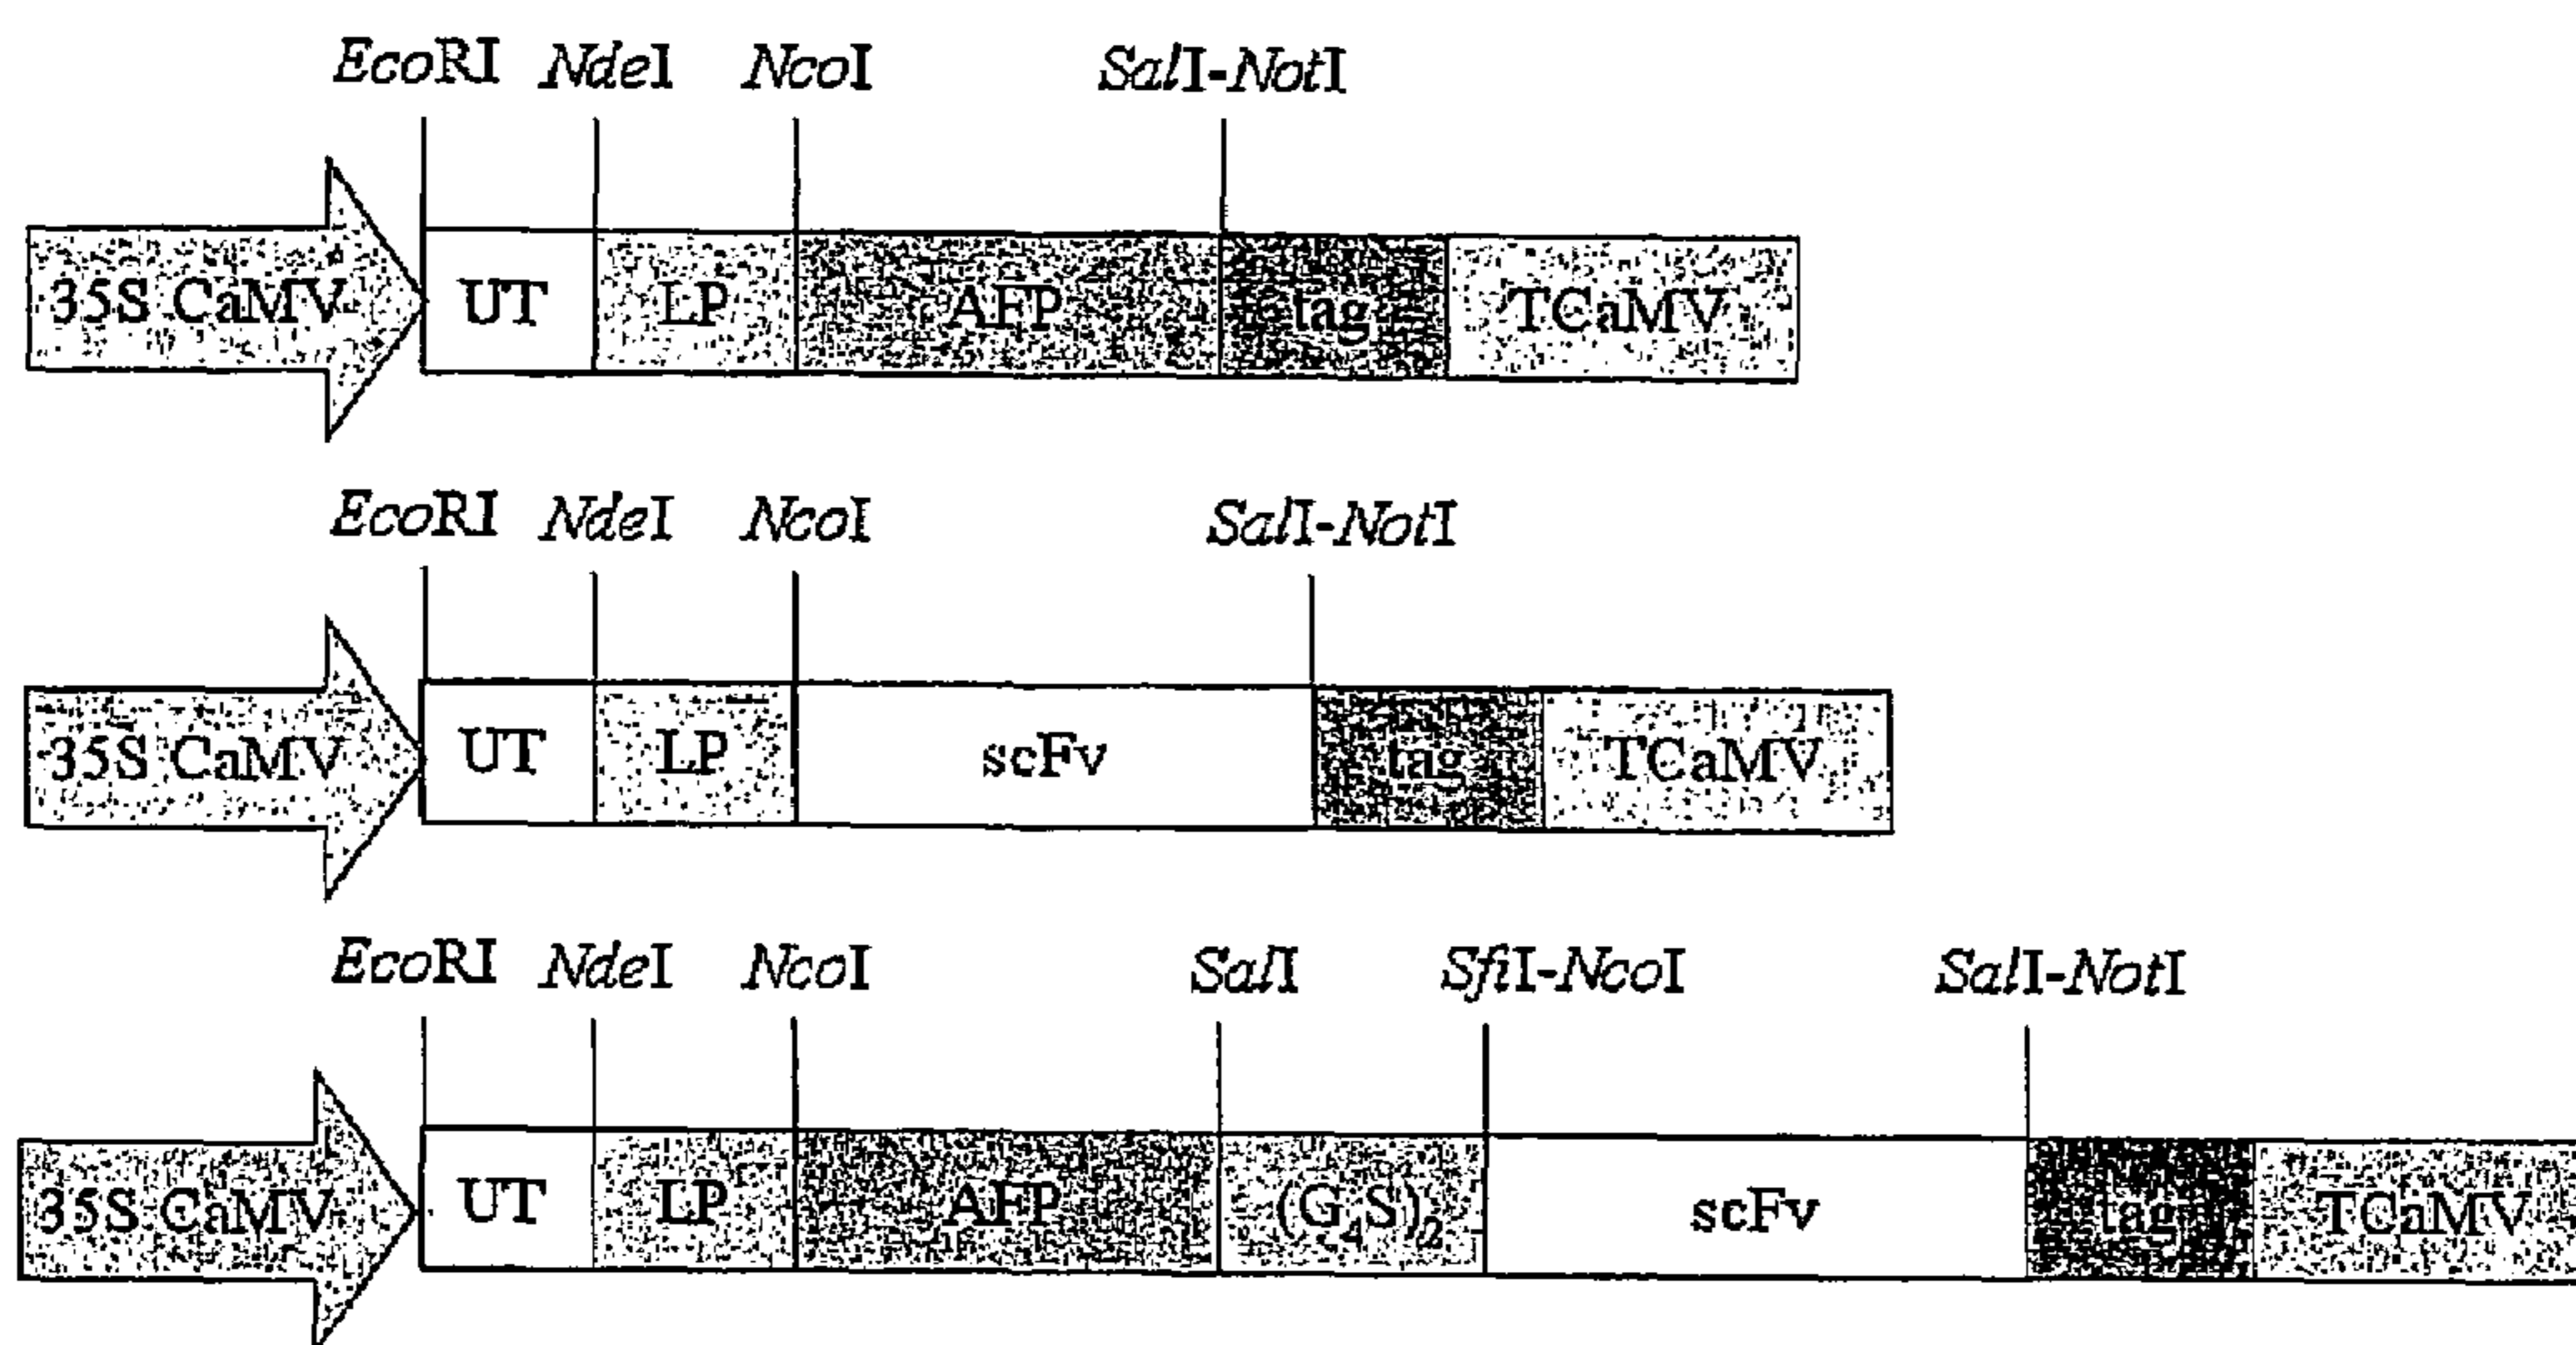 EcoRI NdeI NcoI SalI-NotI
35S CaMV UT LP AFP tag TCaMV
EcoRI NdeI NcoI SalI-NotI
35S CaMV UT LP scFv tag TCaMV
EcoRI NdeI NcoI SalI SfiI-NcoI SalI-NotI
35S CaMV UT LP AFP (G₄S)₂ scFv tag TCaMV